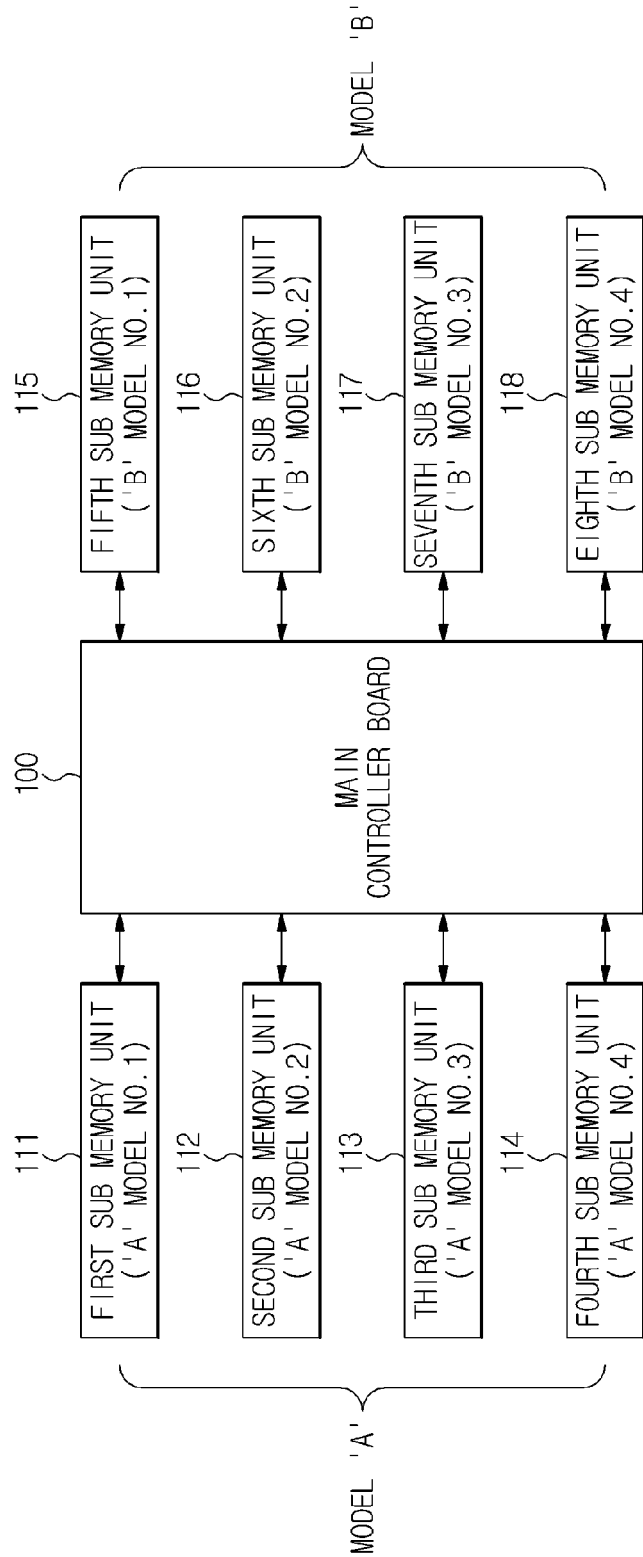 100
MAIN
CONTROLLER BOARD
MODEL 'A'
111
FIRST SUB MEMORY UNIT
('A' MODEL NO.1)
112
SECOND SUB MEMORY UNIT
('A' MODEL NO.2)
113
THIRD SUB MEMORY UNIT
('A' MODEL NO.3)
114
FOURTH SUB MEMORY UNIT
('A' MODEL NO.4)
115
FIFTH SUB MEMORY UNIT
('B' MODEL NO.1)
116
SIXTH SUB MEMORY UNIT
('B' MODEL NO.2)
117
SEVENTH SUB MEMORY UNIT
('B' MODEL NO.3)
118
EIGHTH SUB MEMORY UNIT
('B' MODEL NO.4)
MODEL 'B'